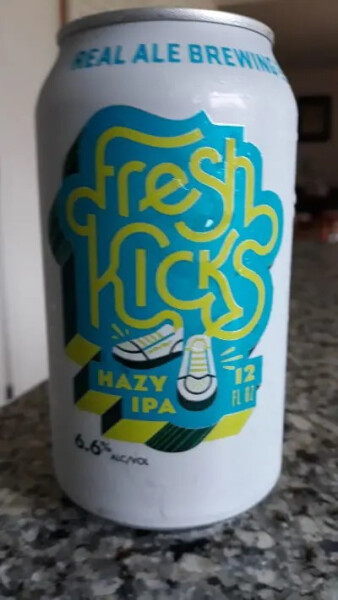 REAL ALE BREWING
Fresh
KICKS
HAZY
IPA
12
FL OZ
6.6% ALC/VOL